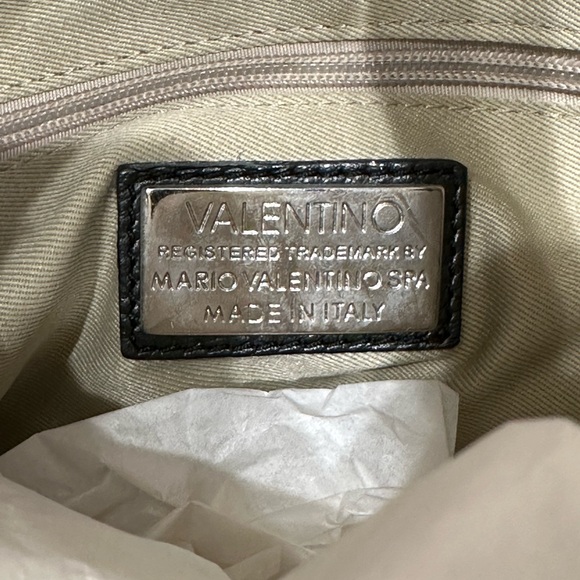 VALENTINO
REGISTERED TRADEMARK BY
MARIO VALENTINO SPA
MADE IN ITALY